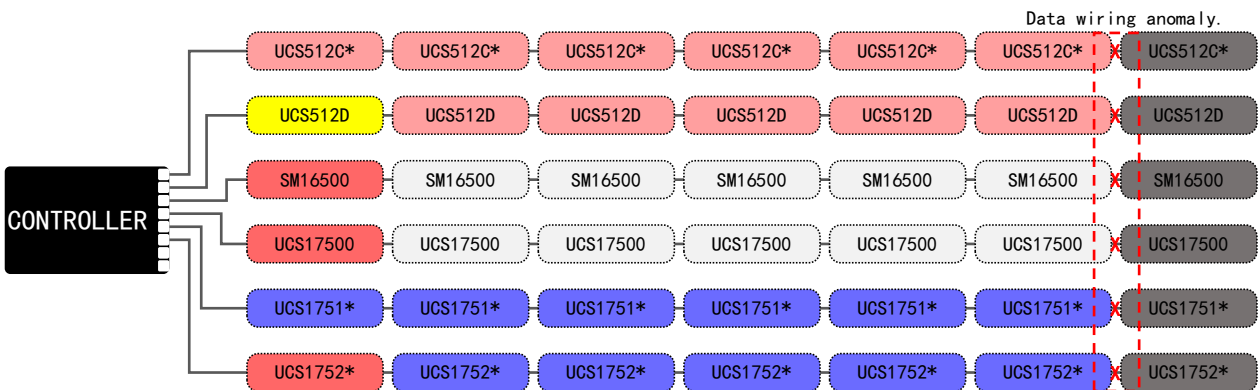 Data wiring anomaly.
UCS512C* UCS512C* UCS512C* UCS512C* UCS512C* UCS512C* X UCS512C*
UCS512D UCS512D UCS512D UCS512D UCS512D UCS512D X UCS512D
SM16500 SM16500 SM16500 SM16500 SM16500 SM16500 X SM16500
CONTROLLER
UCS17500 UCS17500 UCS17500 UCS17500 UCS17500 UCS17500 X UCS17500
UCS1751* UCS1751* UCS1751* UCS1751* UCS1751* UCS1751* X UCS1751*
UCS1752* UCS1752* UCS1752* UCS1752* UCS1752* UCS1752* X UCS1752*